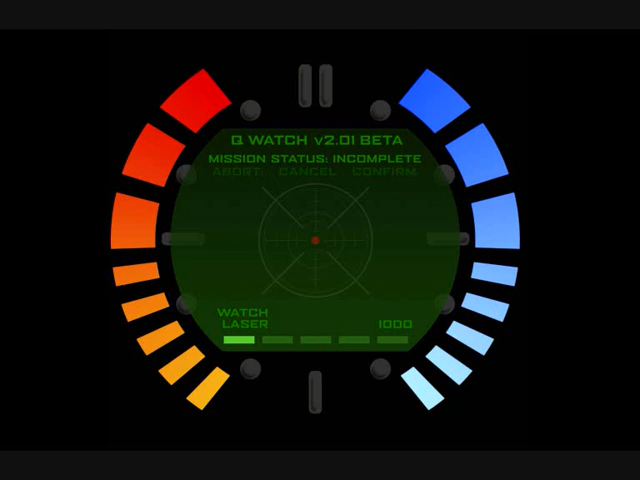 Q WATCH v2.01 BETA
MISSION STATUS: INCOMPLETE
ABORT CANCEL CONFIRM
WATCH
LASER 1000